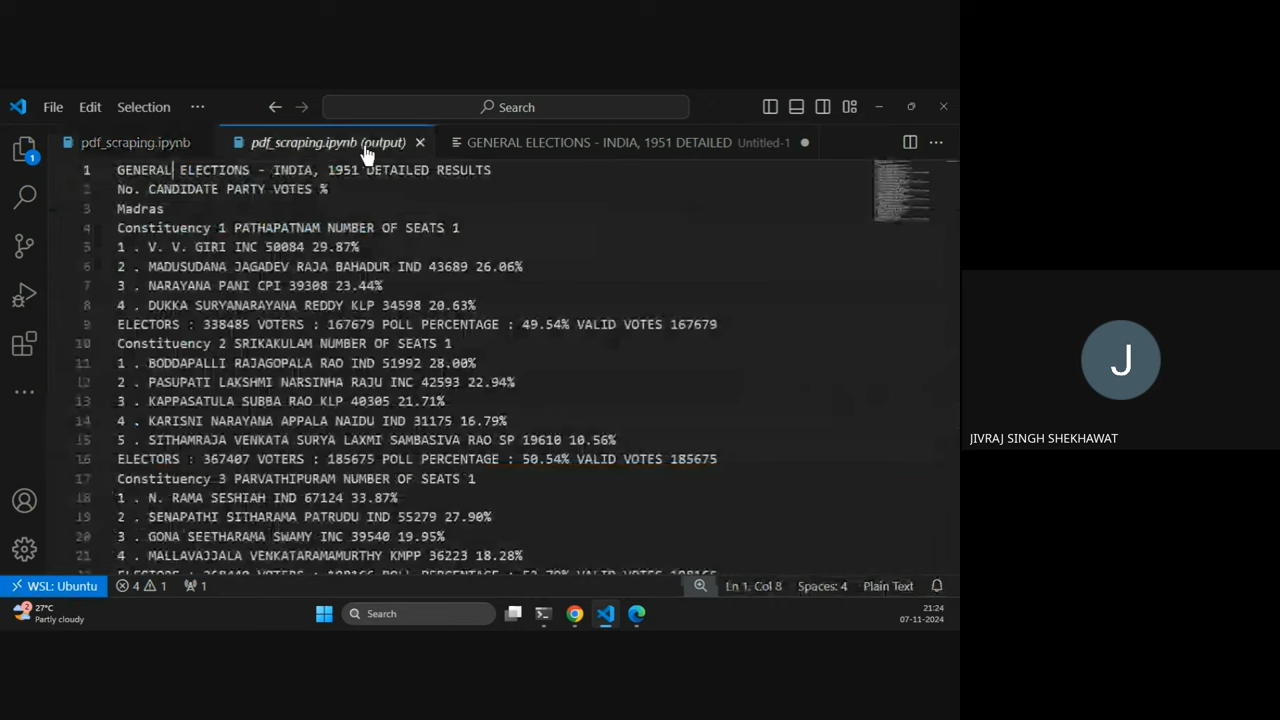 File Edit Selection ··· Search
pdf_scraping.ipynb pdf_scraping.ipynb (output) GENERAL ELECTIONS - INDIA, 1951 DETAILED Untitled-1
1 GENERAL ELECTIONS - INDIA, 1951 DETAILED RESULTS
2 No. CANDIDATE PARTY VOTES %
3 Madras
4 Constituency 1 PATHAPATNAM NUMBER OF SEATS 1
5 1 . V. V. GIRI INC 50084 29.87%
6 2 . MADUSUDANA JAGADEV RAJA BAHADUR IND 43689 26.06%
7 3 . NARAYANA PANI CPI 39308 23.44%
8 4 . DUKKA SURYANARAYANA REDDY KLP 34598 20.63%
9 ELECTORS : 338485 VOTERS : 167679 POLL PERCENTAGE : 49.54% VALID VOTES 167679
10 Constituency 2 SRIKAKULAM NUMBER OF SEATS 1
11 1 . BODDAPALLI RAJAGOPALA RAO IND 51992 28.00%
12 2 . PASUPATI LAKSHMI NARSINHA RAJU INC 42593 22.94%
13 3 . KAPPASATULA SUBBA RAO KLP 40305 21.71%
14 4 . KARISNI NARAYANA APPALA NAIDU IND 31175 16.79%
15 5 . SITHAMRAJA VENKATA SURYA LAXMI SAMBASIVA RAO SP 19610 10.56%
16 ELECTORS : 367407 VOTERS : 185675 POLL PERCENTAGE : 50.54% VALID VOTES 185675
17 Constituency 3 PARVATHIPURAM NUMBER OF SEATS 1
18 1 . N. RAMA SESHIAH IND 67124 33.87%
19 2 . SENAPATHI SITHARAMA PATRUDU IND 55279 27.90%
20 3 . GONA SEETHARAMA SWAMY INC 39540 19.95%
21 4 . MALLAVAJJALA VENKATARAMAMURTHY KMPP 36223 18.28%
WSL: Ubuntu 4 1 1 Ln 1, Col 8 Spaces: 4 Plain Text
27°C
Partly cloudy
Search
21:24
07-11-2024
J
JIVRAJ SINGH SHEKHAWAT